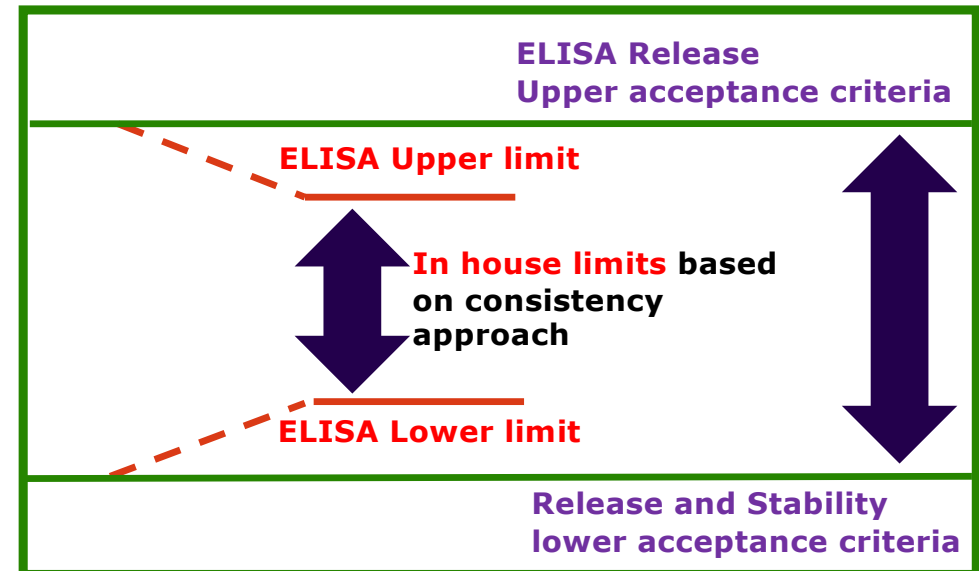 ELISA Release
Upper acceptance criteria
ELISA Upper limit
In house limits based
on consistency
approach
ELISA Lower limit
Release and Stability
lower acceptance criteria